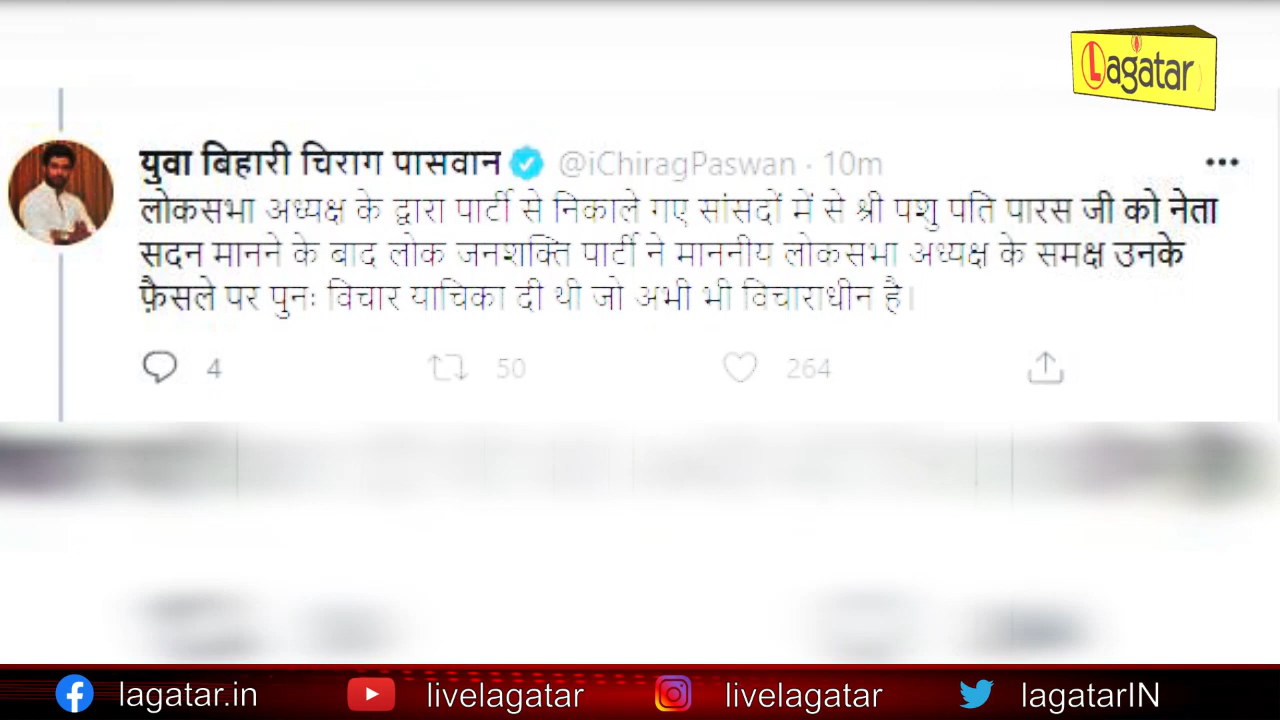 Lagatar
युवा बिहारी चिराग पासवान @iChiragPaswan · 10m
लोकसभा अध्यक्ष के द्वारा पार्टी से निकाले गए सांसदों में से श्री पशु पति पारस जी को नेता
सदन मानने के बाद लोक जनशक्ति पार्टी ने माननीय लोकसभा अध्यक्ष के समक्ष उनके
फ़ैसले पर पुनः विचार याचिका दी थी जो अभी भी विचाराधीन है।
4 50 264
lagatar.in livelagatar livelagatar lagatarIN